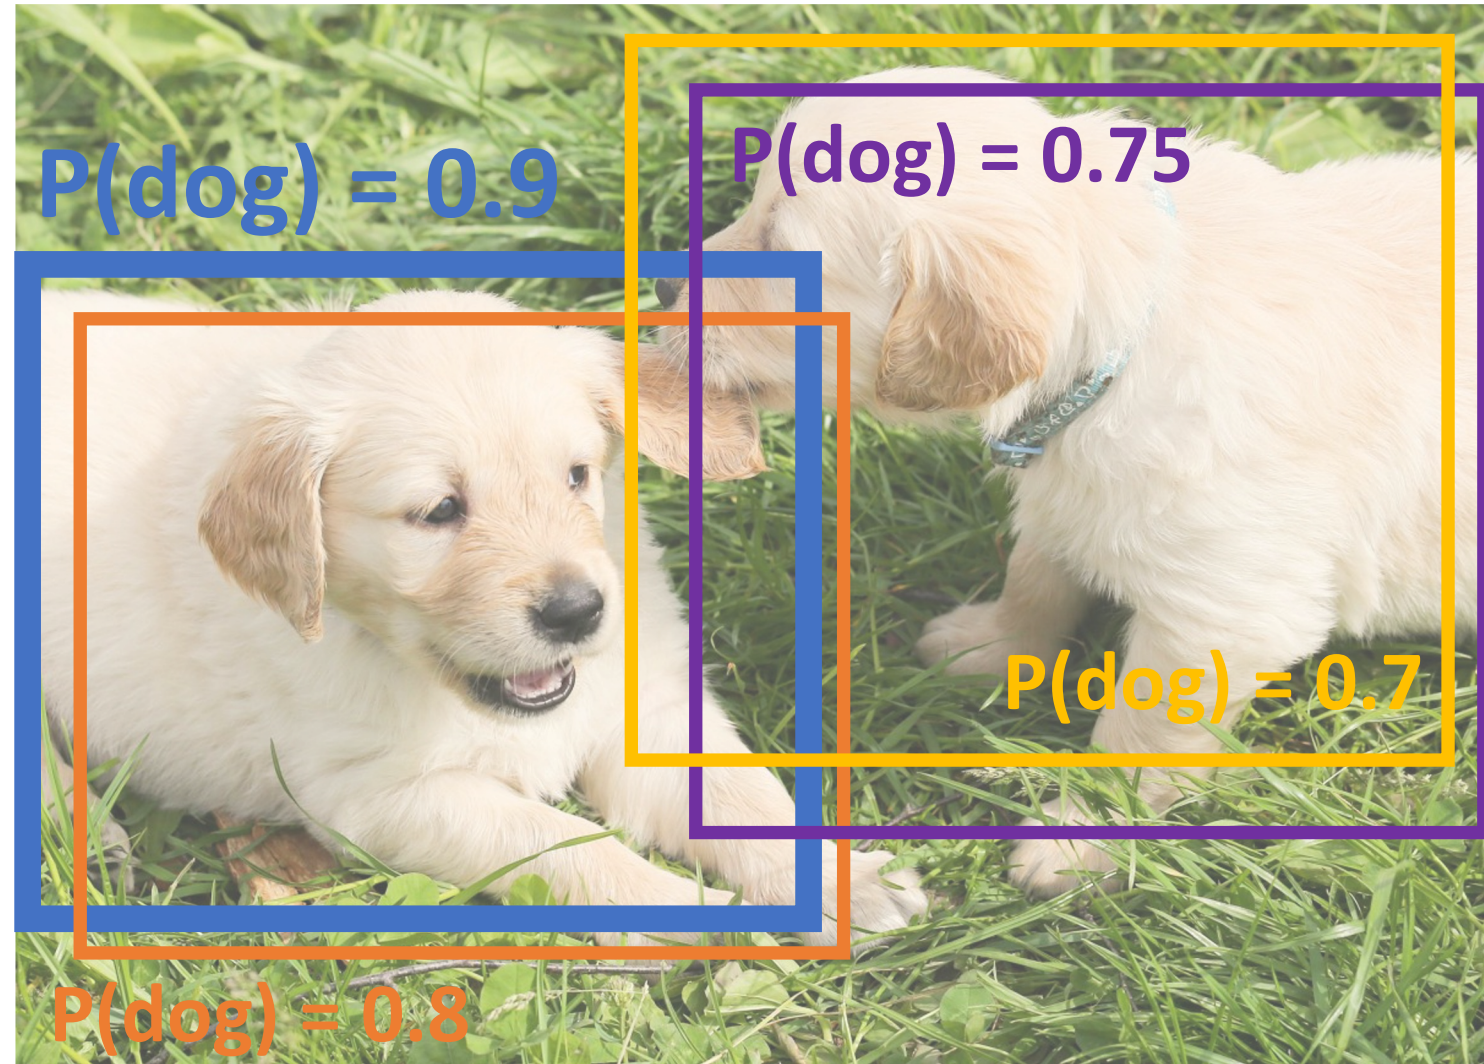 P(dog) = 0.9
P(dog) = 0.75
P(dog) = 0.7
P(dog) = 0.8